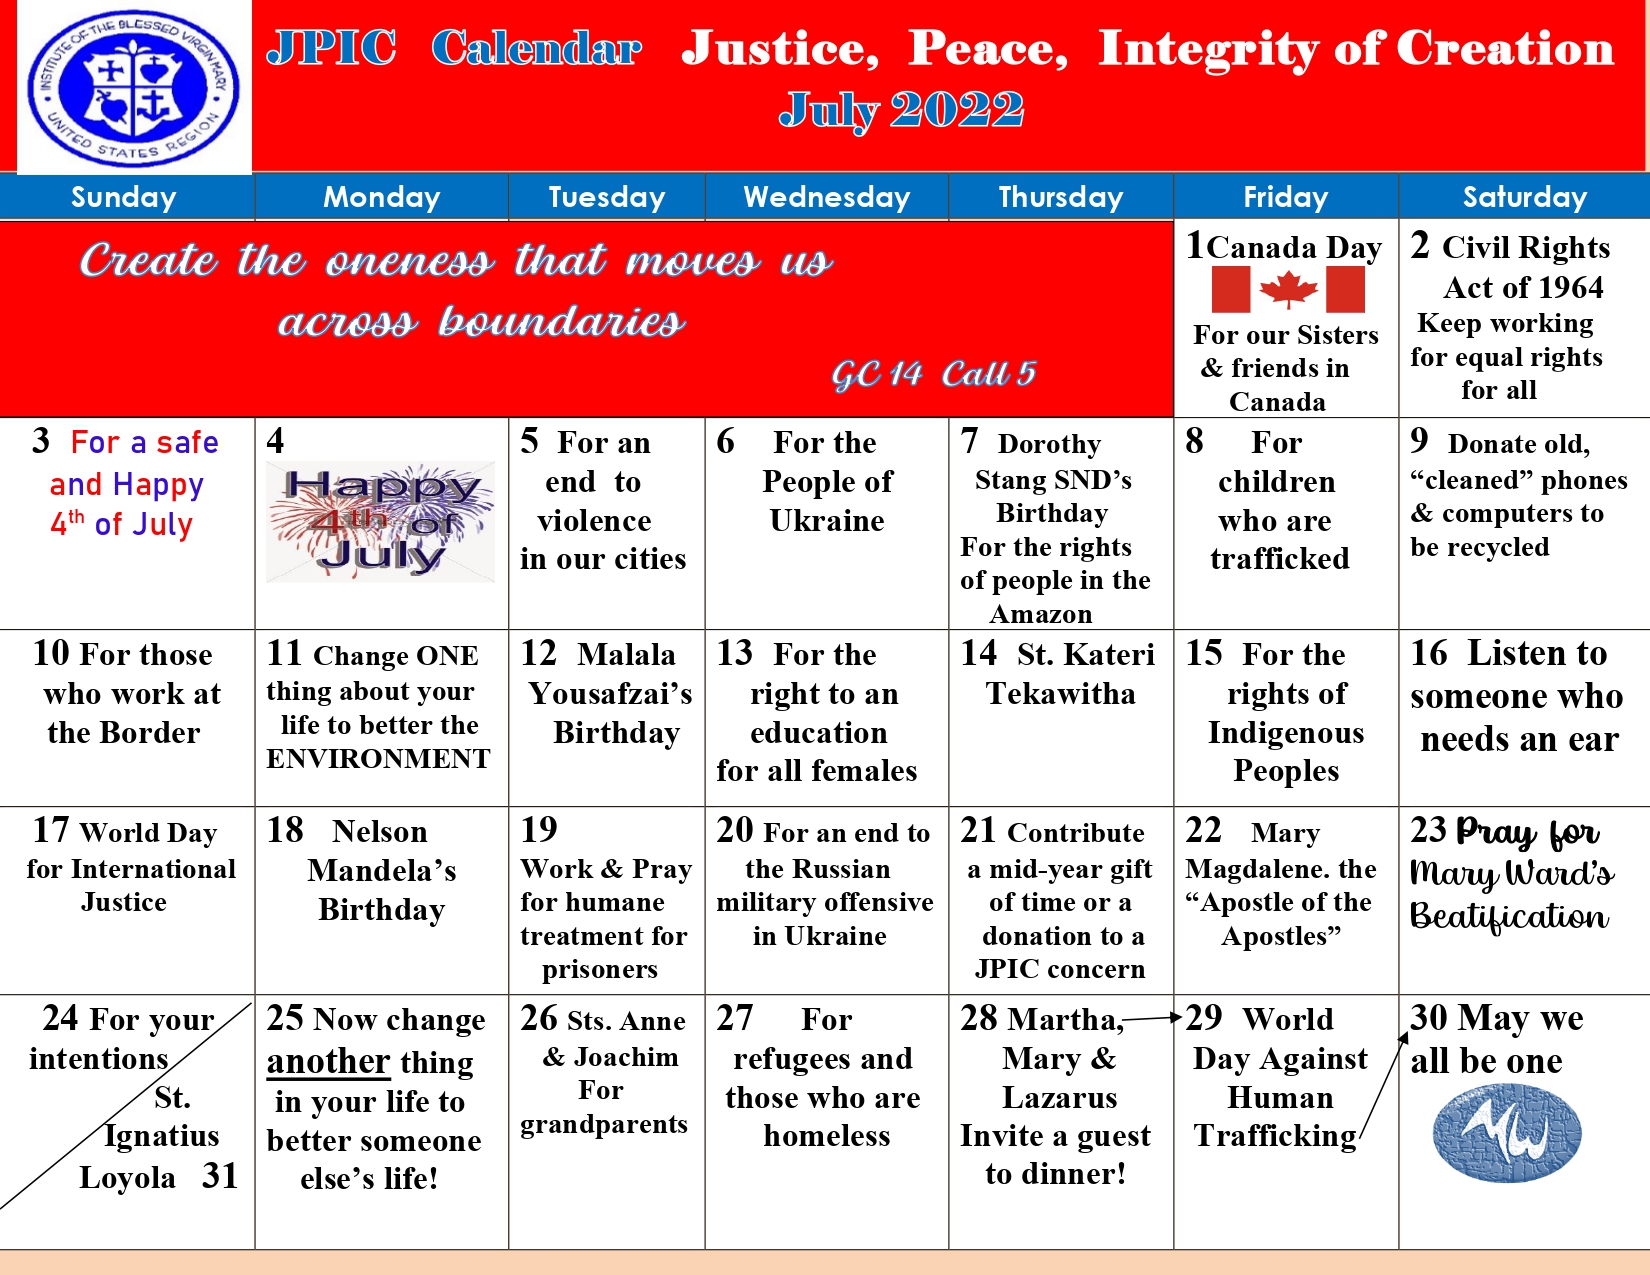 INSTITUTE OF THE BLESSED VIRGIN MARY
UNITED STATES REGION
JPIC Calendar Justice, Peace, Integrity of Creation
July 2022
Sunday Monday Tuesday Wednesday Thursday Friday Saturday
Create the oneness that moves us
across boundaries
GC 14 Call 5
1Canada Day
For our Sisters
& friends in
Canada
2 Civil Rights
Act of 1964
Keep working
for equal rights
for all
3 For a safe
and Happy
4th of July
4
Happy
4th of
July
5 For an
end to
violence
in our cities
6 For the
People of
Ukraine
7 Dorothy
Stang SND’s
Birthday
For the rights
of people in the
Amazon
8 For
children
who are
trafficked
9 Donate old,
“cleaned” phones
& computers to
be recycled
10 For those
who work at
the Border
11 Change ONE
thing about your
life to better the
ENVIRONMENT
12 Malala
Yousafzai’s
Birthday
13 For the
right to an
education
for all females
14 St. Kateri
Tekawitha
15 For the
rights of
Indigenous
Peoples
16 Listen to
someone who
needs an ear
17 World Day
for International
Justice
18 Nelson
Mandela’s
Birthday
19
Work & Pray
for humane
treatment for
prisoners
20 For an end to
the Russian
military offensive
in Ukraine
21 Contribute
a mid-year gift
of time or a
donation to a
JPIC concern
22 Mary
Magdalene. the
“Apostle of the
Apostles”
23 Pray for
Mary Ward’s
Beatification
24 For your
intentions
St.
Ignatius
Loyola 31
25 Now change
another thing
in your life to
better someone
else’s life!
26 Sts. Anne
& Joachim
For
grandparents
27 For
refugees and
those who are
homeless
28 Martha,
Mary &
Lazarus
Invite a guest
to dinner!
29 World
Day Against
Human
Trafficking
30 May we
all be one
MW